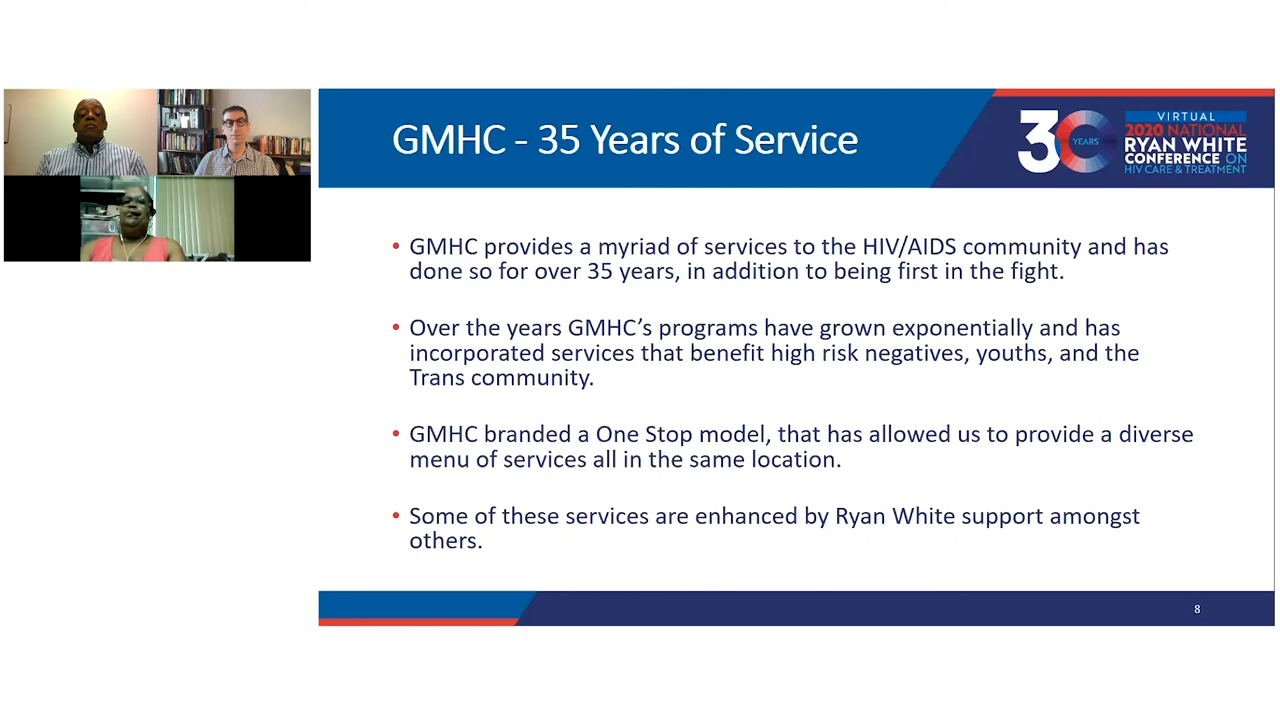 GMHC - 35 Years of Service
30
YEARS
VIRTUAL
2020 NATIONAL
RYAN WHITE
CONFERENCE ON
HIV CARE & TREATMENT
• GMHC provides a myriad of services to the HIV/AIDS community and has
done so for over 35 years, in addition to being first in the fight.
• Over the years GMHC’s programs have grown exponentially and has
incorporated services that benefit high risk negatives, youths, and the
Trans community.
• GMHC branded a One Stop model, that has allowed us to provide a diverse
menu of services all in the same location.
• Some of these services are enhanced by Ryan White support amongst
others.
8